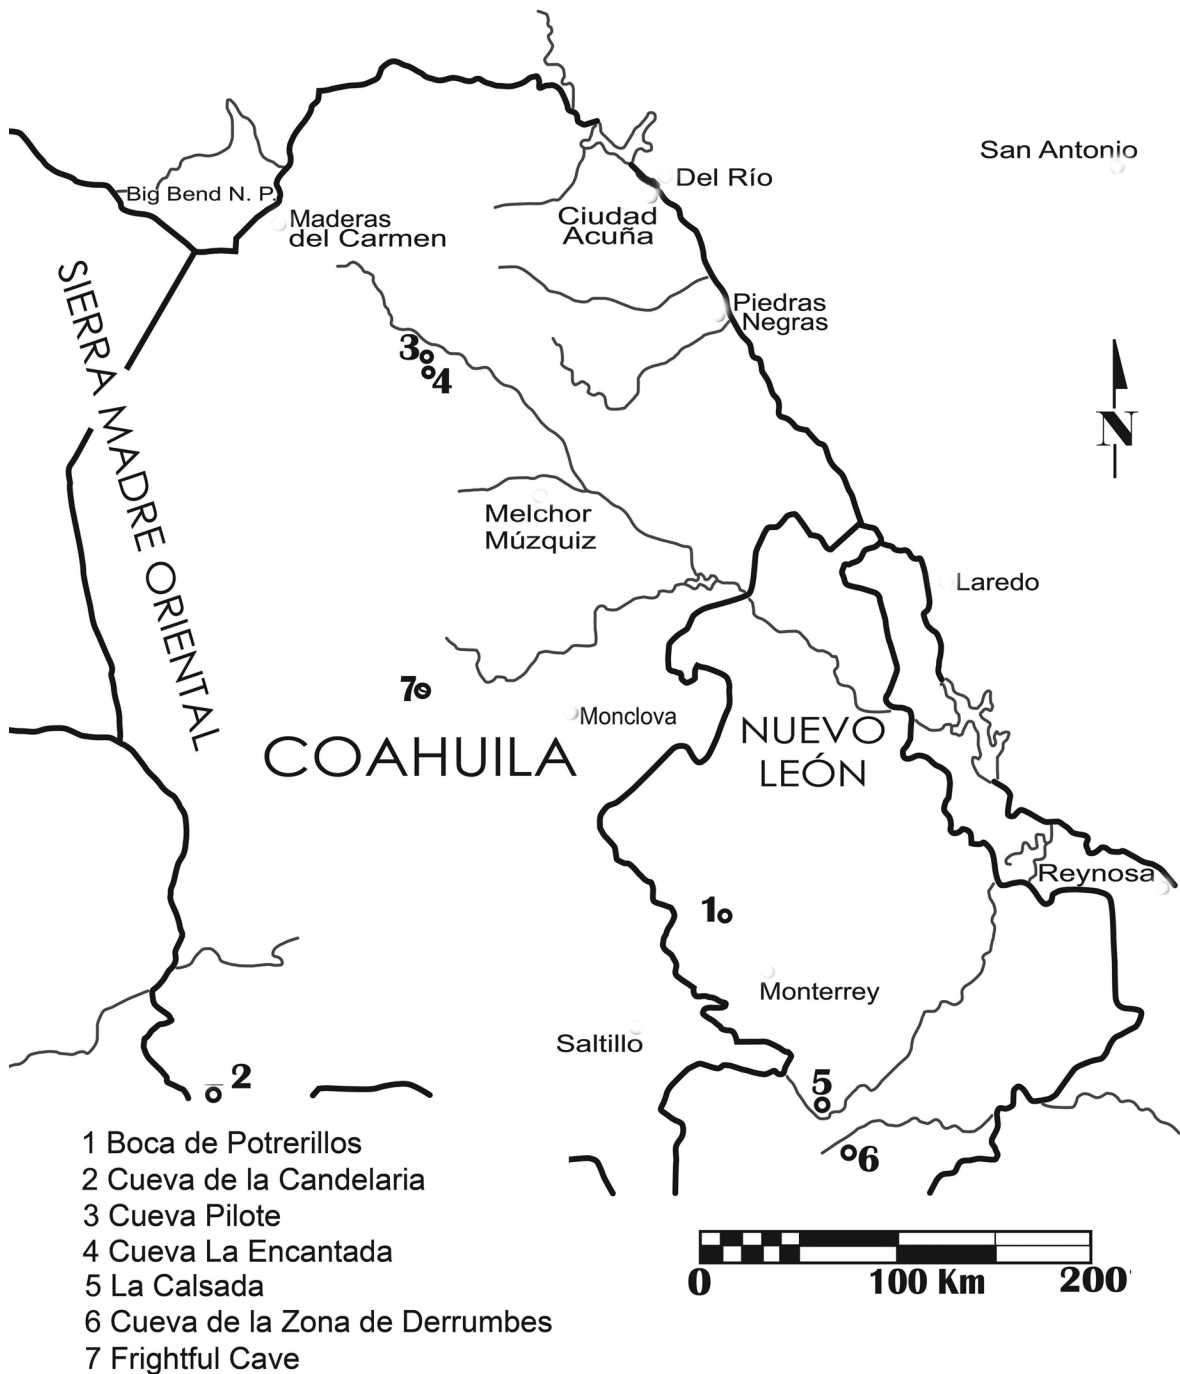 San Antonio
Del Río
Big Bend N. P.
Maderas
del Carmen
Ciudad
Acuña
SIERRA MADRE ORIENTAL
Piedras
Negras
3
4
N
Melchor
Múzquiz
Laredo
7
Monclova
COAHUILA
NUEVO
LEÓN
Reynosa
1
Monterrey
Saltillo
2
5
6
1 Boca de Potrerillos
2 Cueva de la Candelaria
3 Cueva Pilote
4 Cueva La Encantada
5 La Calsada
6 Cueva de la Zona de Derrumbes
7 Frightful Cave
0 100 Km 200